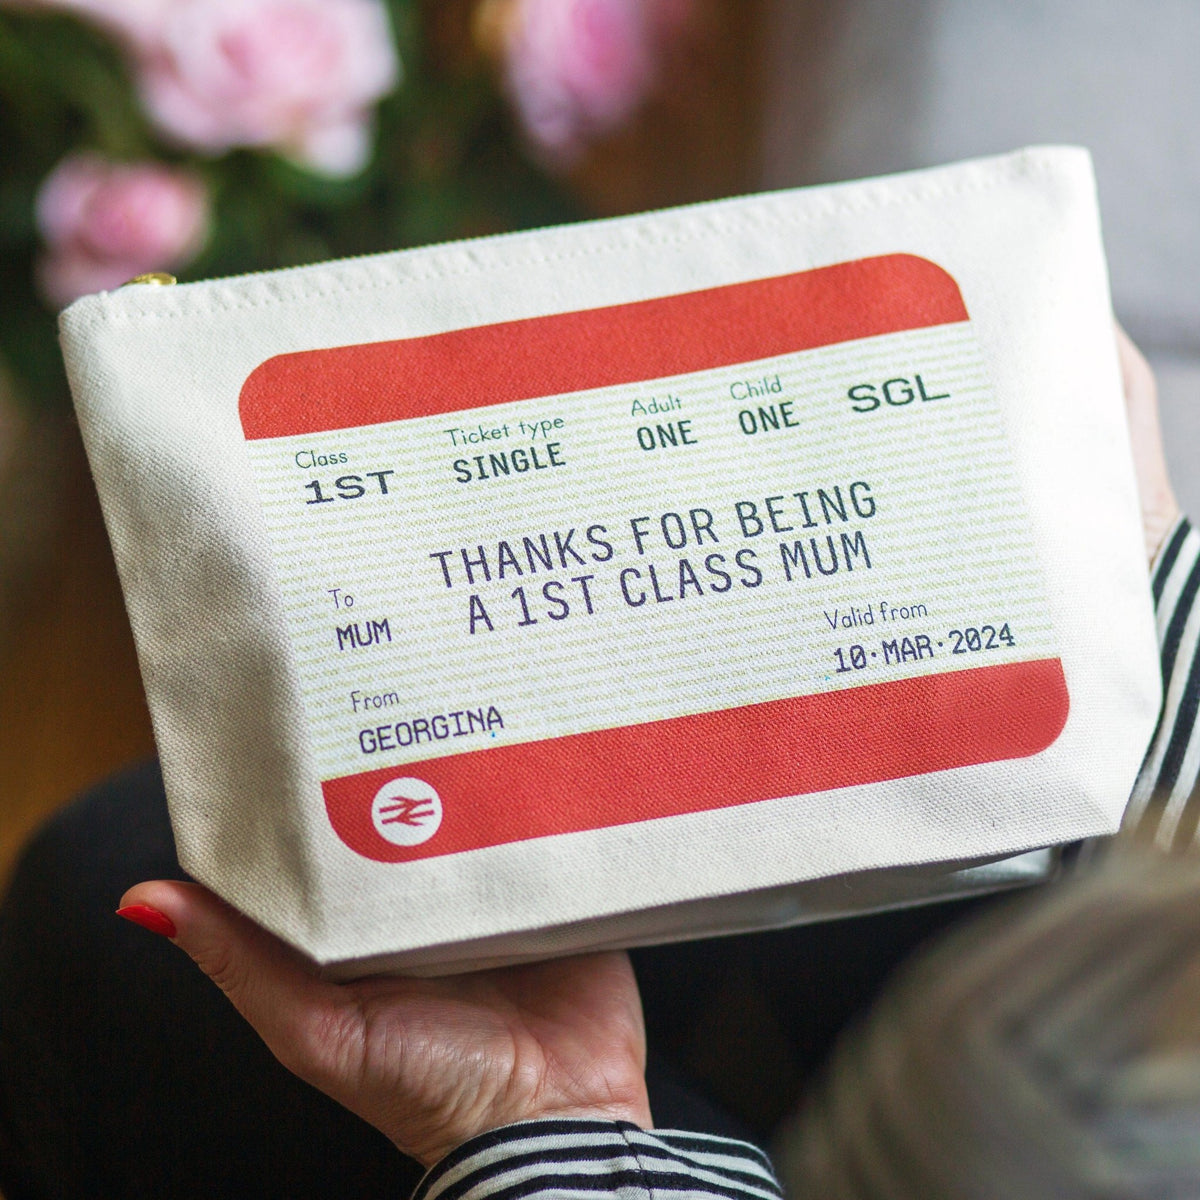 Class Ticket type Adult Child
1ST SINGLE ONE ONE SGL
THANKS FOR BEING
A 1ST CLASS MUM
To
MUM
Valid from
10·MAR·2024
From
GEORGINA